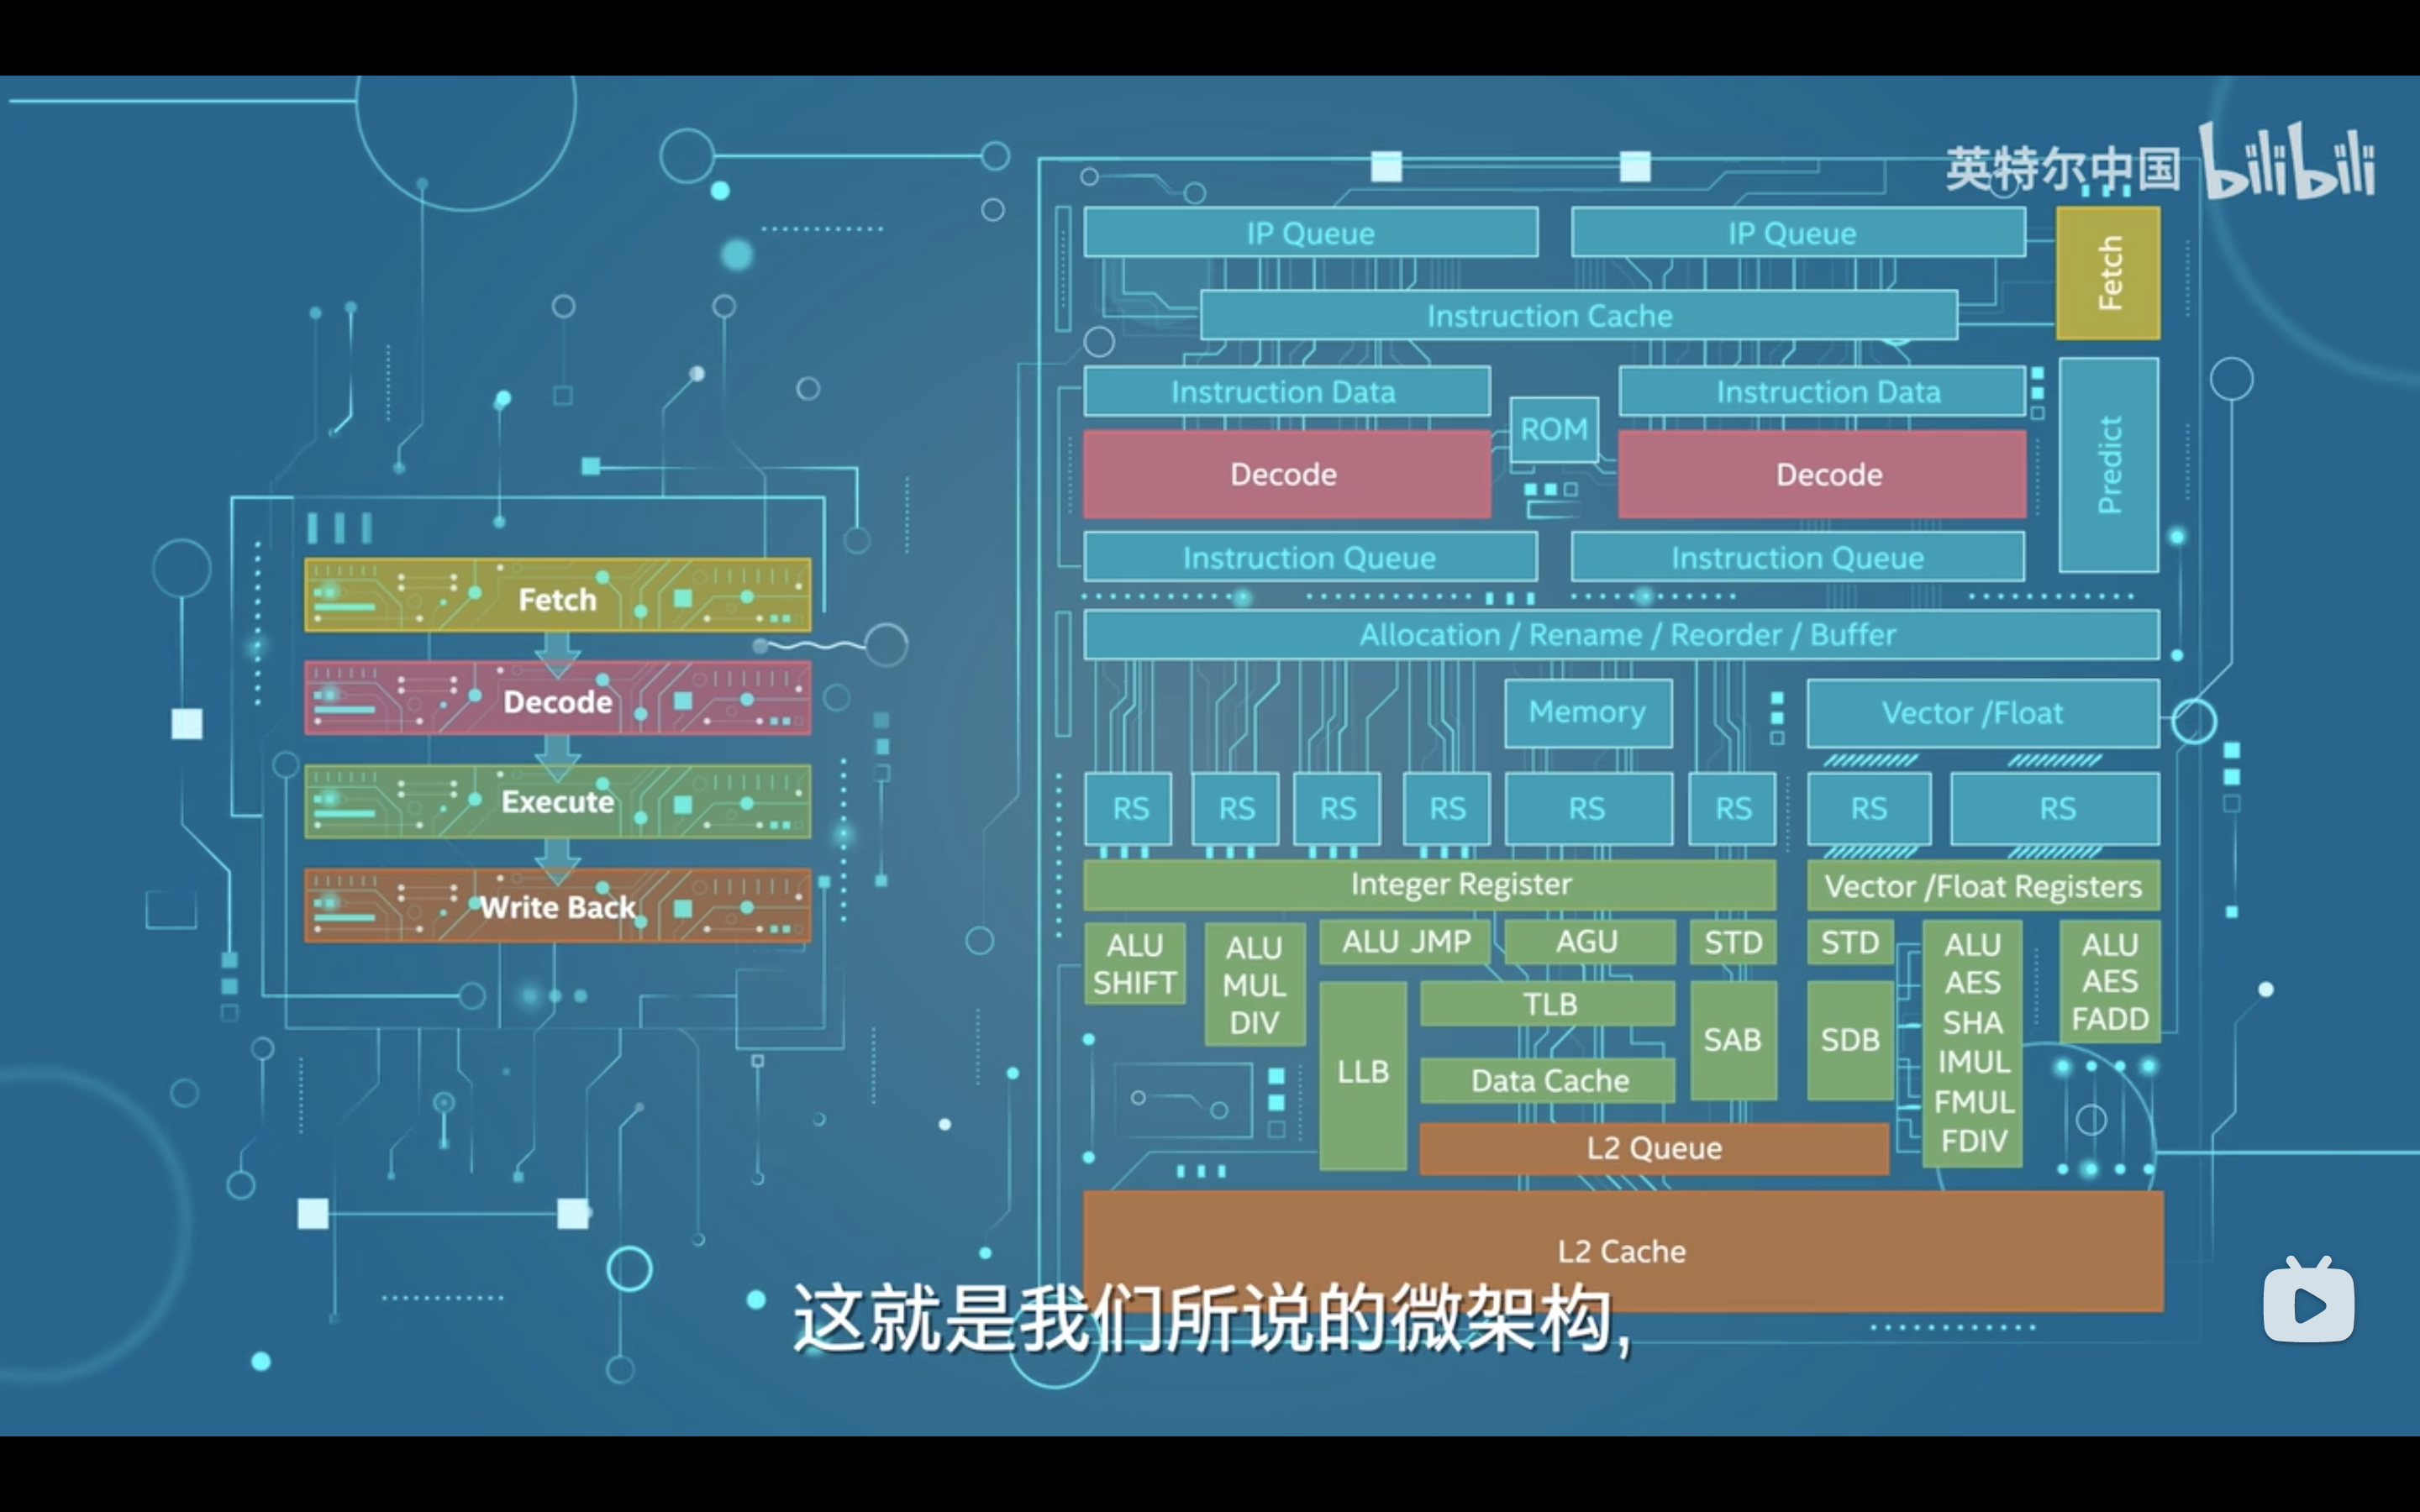 英特尔中国 bilibili
IP Queue
IP Queue
Fetch
Instruction Cache
Instruction Data
Instruction Data
ROM
Predict
Decode
Decode
Instruction Queue
Instruction Queue
Allocation / Rename / Reorder / Buffer
Memory
Vector /Float
RS
RS
RS
RS
RS
RS
RS
RS
Integer Register
Vector /Float Registers
ALU
SHIFT
ALU
MUL
DIV
ALU JMP
AGU
STD
STD
ALU
AES
SHA
IMUL
FMUL
FDIV
ALU
AES
FADD
LLB
TLB
SAB
SDB
Data Cache
L2 Queue
L2 Cache
Fetch
Decode
Execute
Write Back
这就是我们所说的微架构,